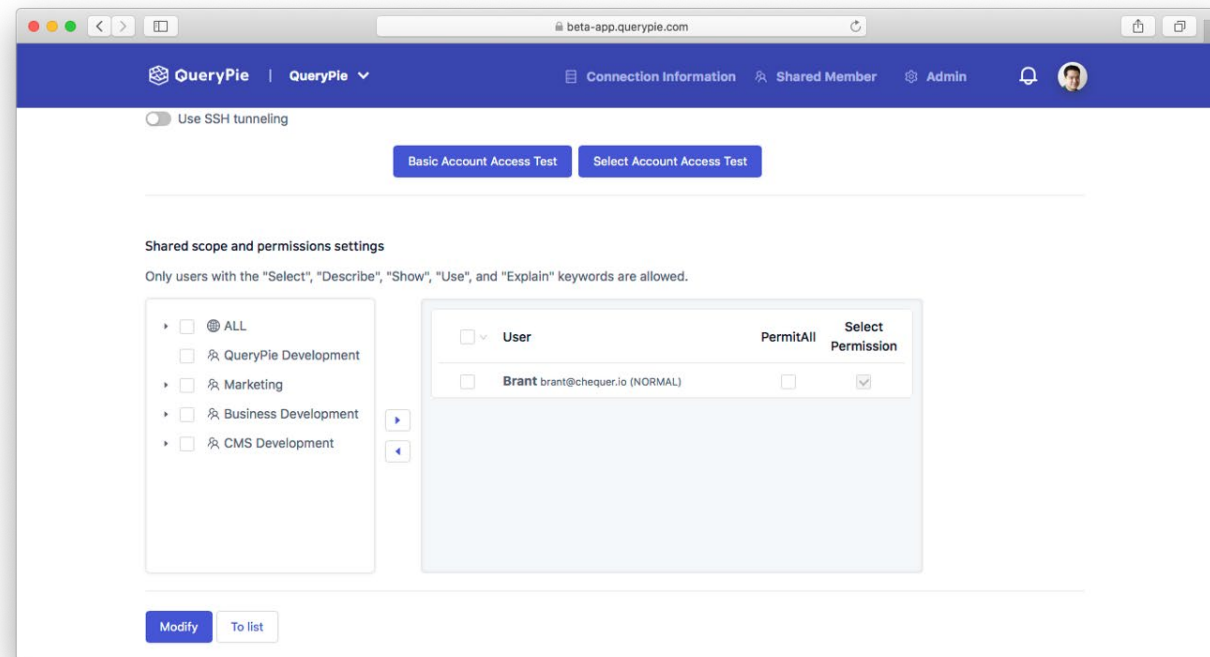 beta-app.querypie.com
QueryPie | QueryPie Connection Information Shared Member Admin
Use SSH tunneling
Basic Account Access Test Select Account Access Test
Shared scope and permissions settings
Only users with the "Select", "Describe", "Show", "Use", and "Explain" keywords are allowed.
ALL
QueryPie Development
Marketing
Business Development
CMS Development
User PermitAll Select Permission
Brant brant@chequer.io (NORMAL)
Modify To list